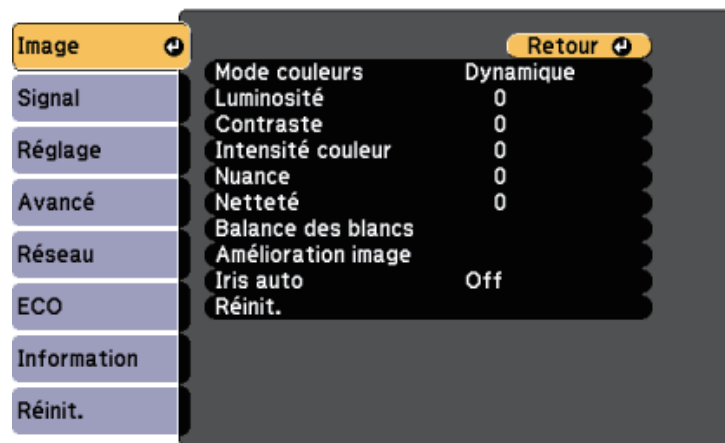 Image
Signal
Réglage
Avancé
Réseau
ECO
Information
Réinit.
Retour
Mode couleurs Dynamique
Luminosité 0
Contraste 0
Intensité couleur 0
Nuance 0
Netteté 0
Balance des blancs
Amélioration image
Iris auto Off
Réinit.